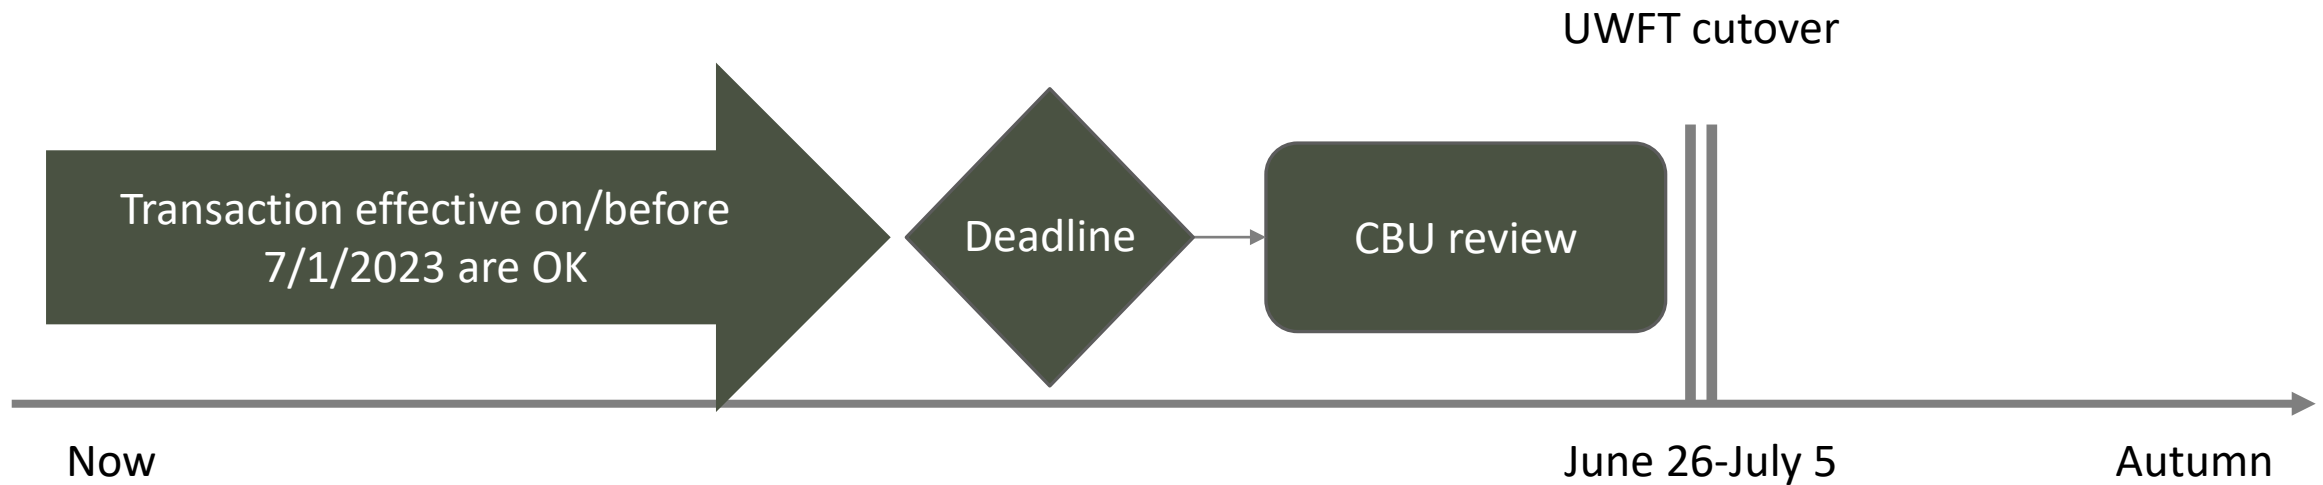 UWFT cutover
Transaction effective on/before
7/1/2023 are OK
Deadline
CBU review
Now
June 26-July 5
Autumn